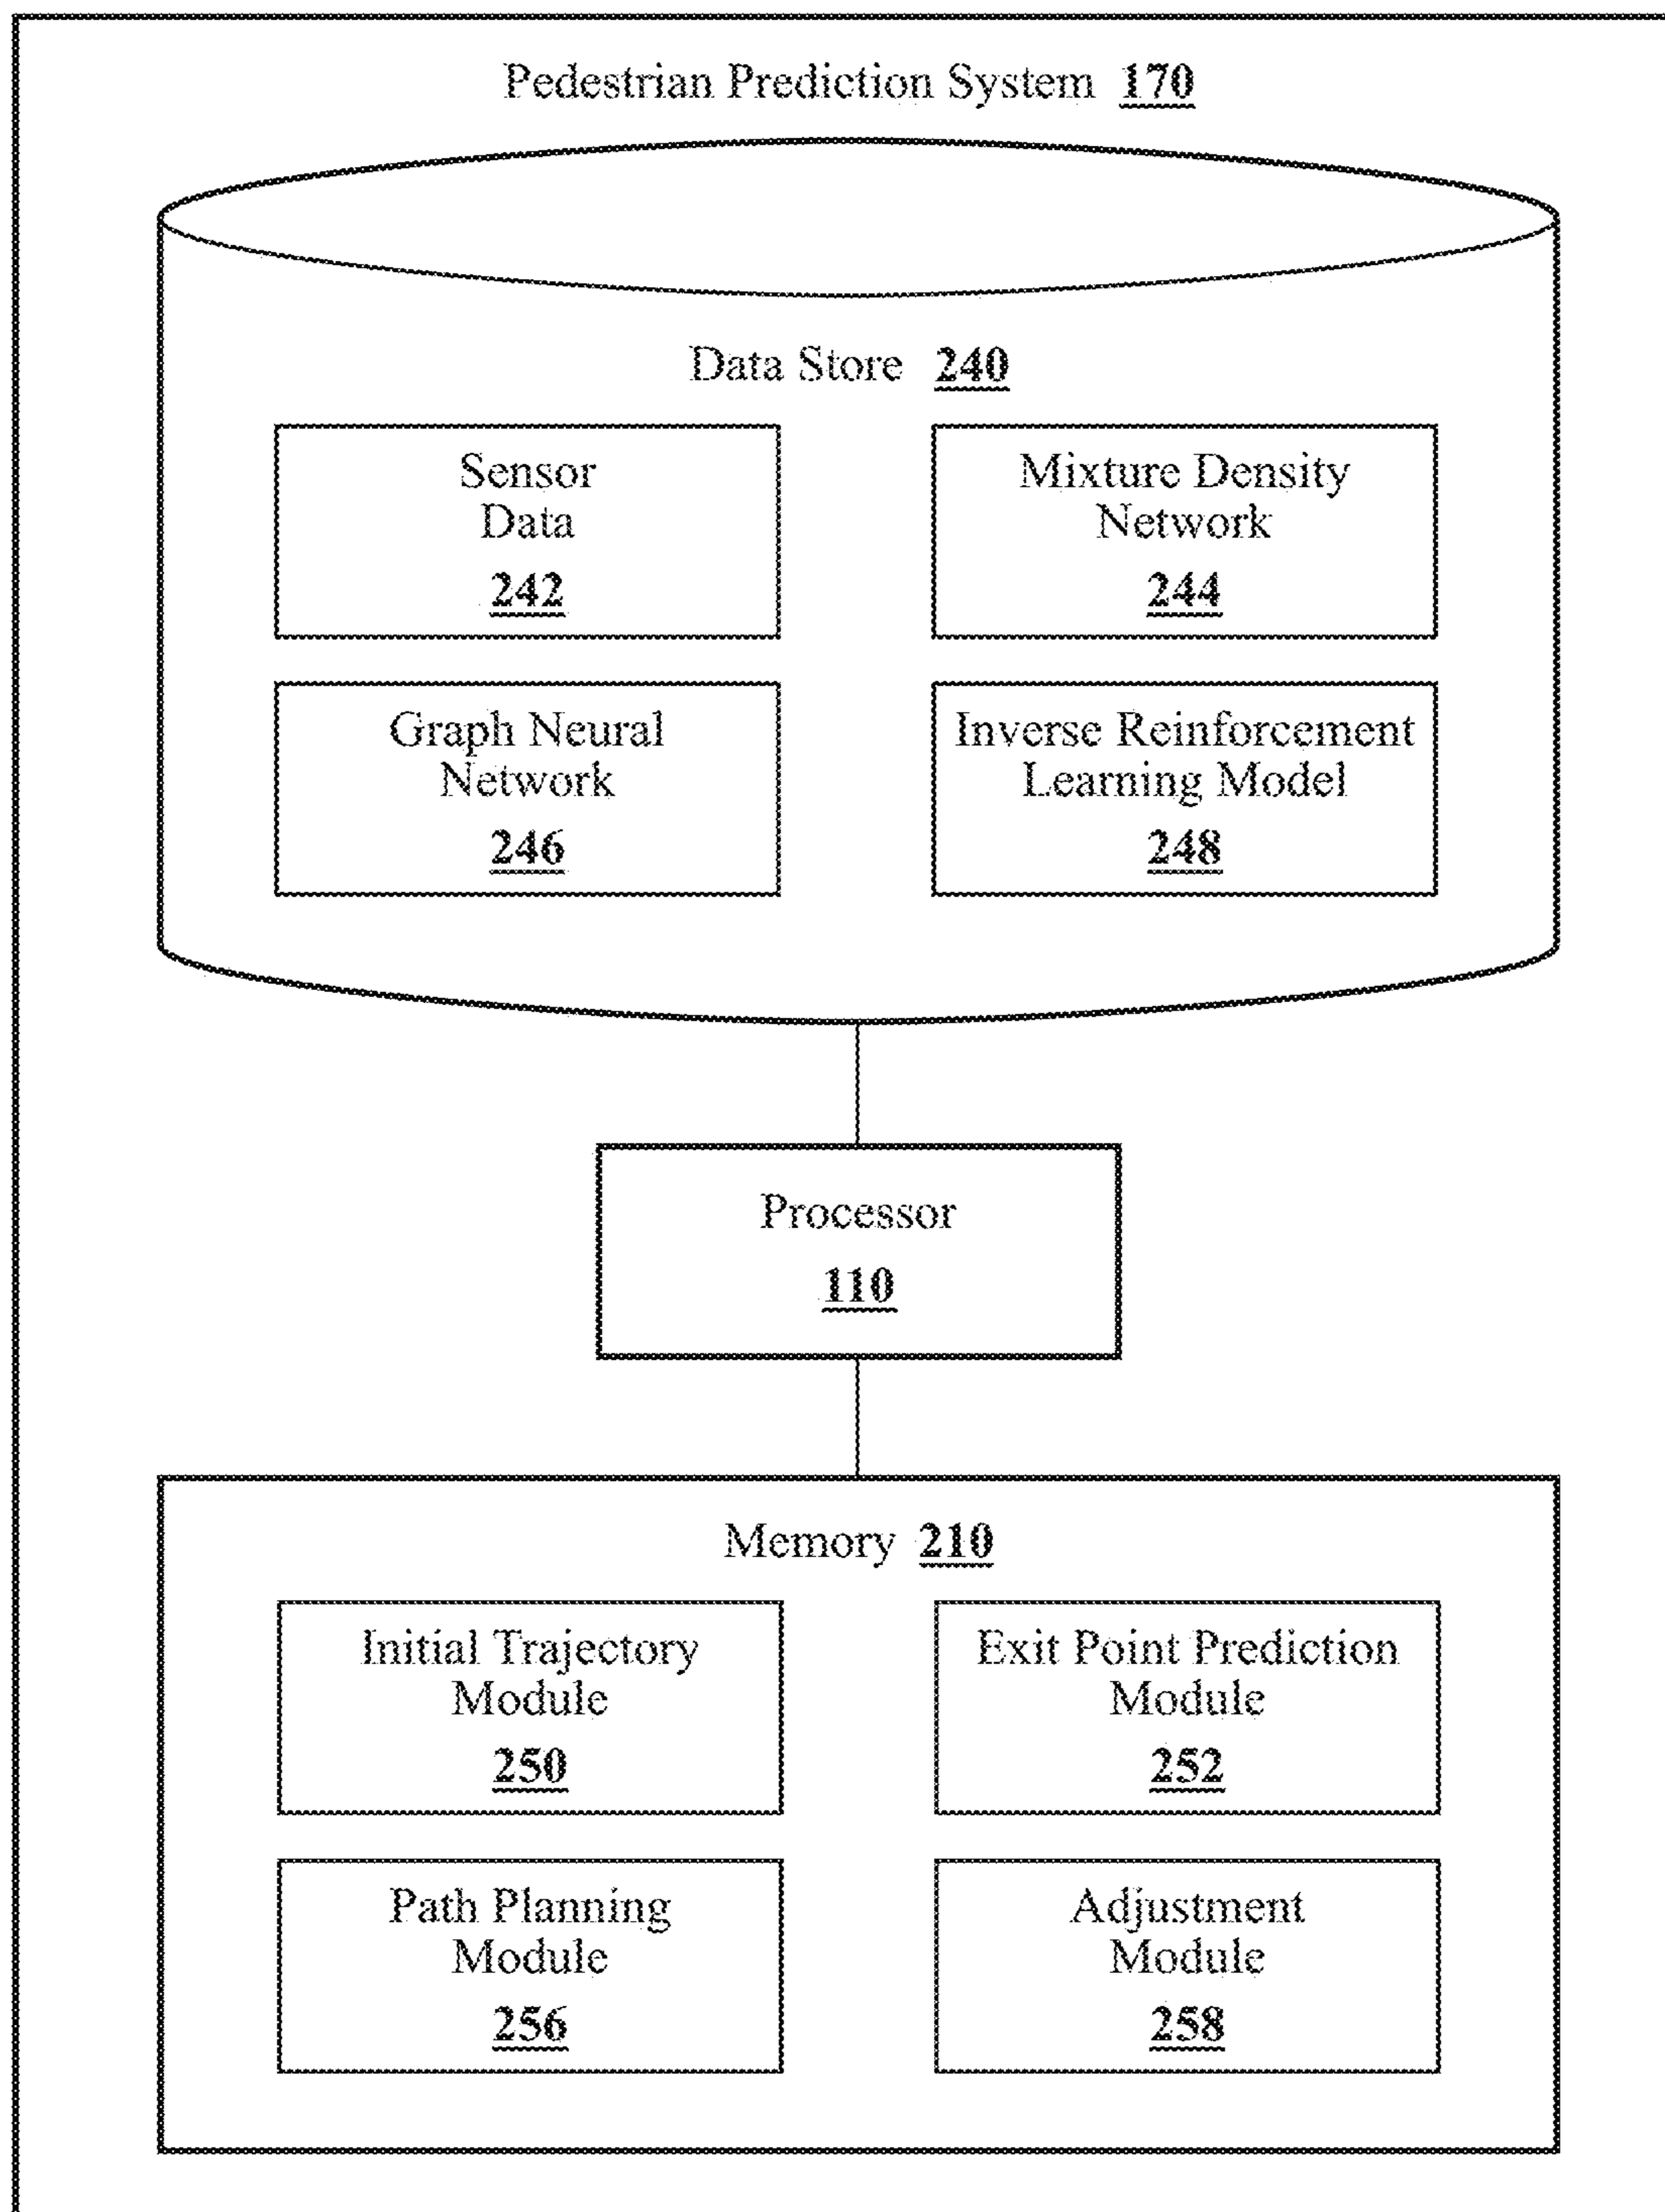 Pedestrian Prediction System 170
Data Store 240
Sensor
Data
242
Mixture Density
Network
244
Graph Neural
Network
246
Inverse Reinforcement
Learning Model
248
Processor
110
Memory 210
Initial Trajectory
Module
250
Exit Point Prediction
Module
252
Path Planning
Module
256
Adjustment
Module
258